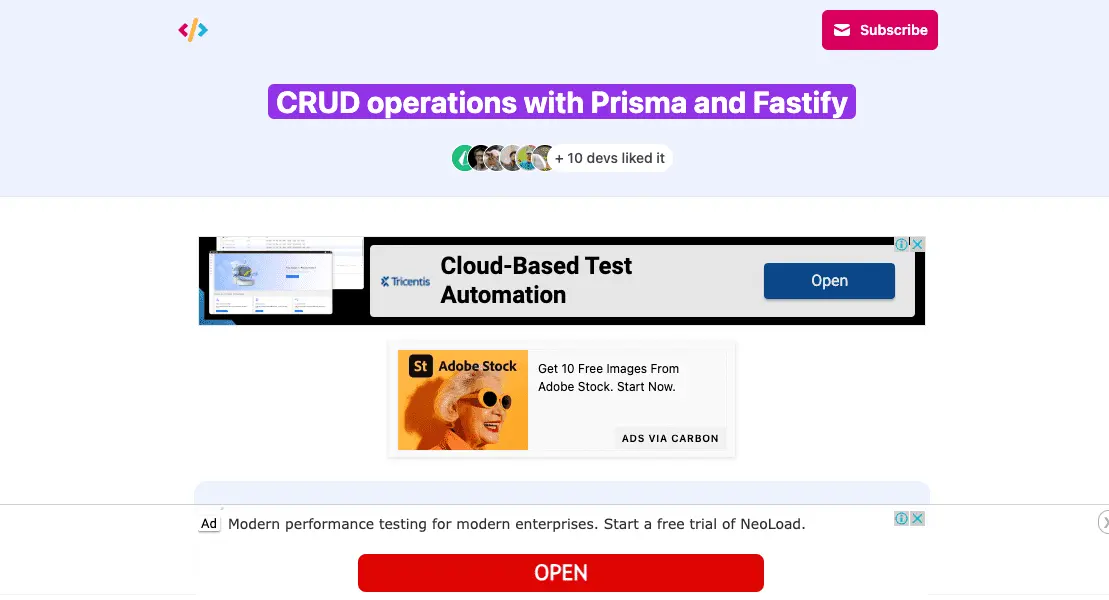 </>
Subscribe
CRUD operations with Prisma and Fastify
+ 10 devs liked it
Tricentis
Cloud-Based Test
Automation
Open
St Adobe Stock
Get 10 Free Images From
Adobe Stock. Start Now.
ADS VIA CARBON
Ad
Modern performance testing for modern enterprises. Start a free trial of NeoLoad.
OPEN